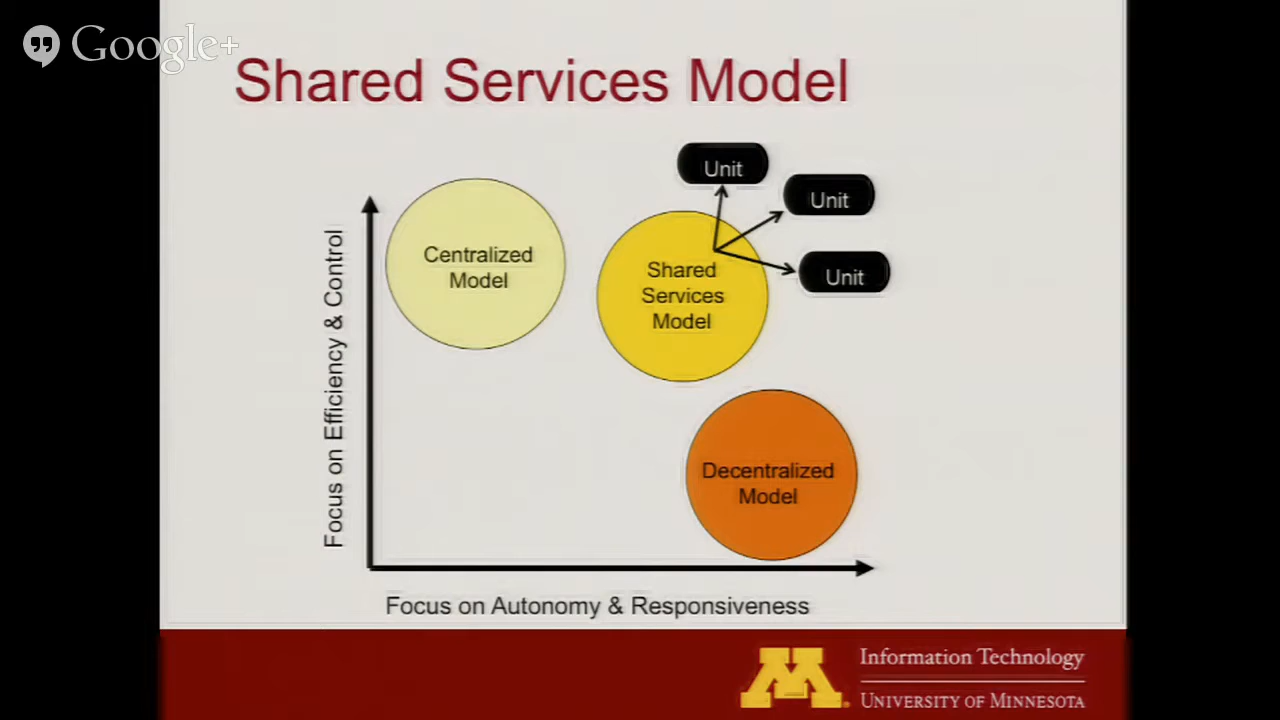 Google+
Shared Services Model
Unit
Unit
Unit
Centralized
Model
Shared
Services
Model
Decentralized
Model
Focus on Efficiency & Control
Focus on Autonomy & Responsiveness
M
Information Technology
UNIVERSITY OF MINNESOTA